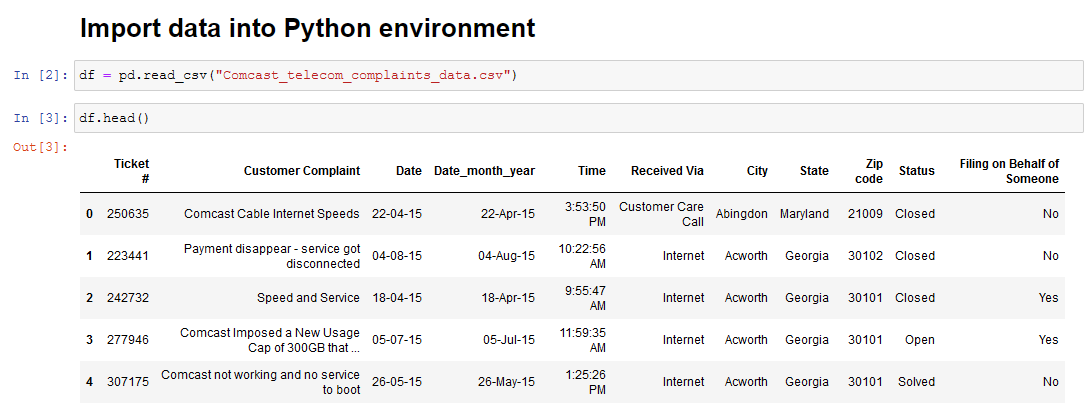 Import data into Python environment
In [2]: df = pd.read_csv("Comcast_telecom_complaints_data.csv")
In [3]: df.head()
Out[3]:
Ticket # Customer Complaint Date Date_month_year Time Received Via City State Zip code Status Filing on Behalf of Someone
0 250635 Comcast Cable Internet Speeds 22-04-15 22-Apr-15 3:53:50 PM Customer Care Call Abingdon Maryland 21009 Closed No
1 223441 Payment disappear - service got disconnected 04-08-15 04-Aug-15 10:22:56 AM Internet Acworth Georgia 30102 Closed No
2 242732 Speed and Service 18-04-15 18-Apr-15 9:55:47 AM Internet Acworth Georgia 30101 Closed Yes
3 277946 Comcast Imposed a New Usage Cap of 300GB that ... 05-07-15 05-Jul-15 11:59:35 AM Internet Acworth Georgia 30101 Open Yes
4 307175 Comcast not working and no service to boot 26-05-15 26-May-15 1:25:26 PM Internet Acworth Georgia 30101 Solved No